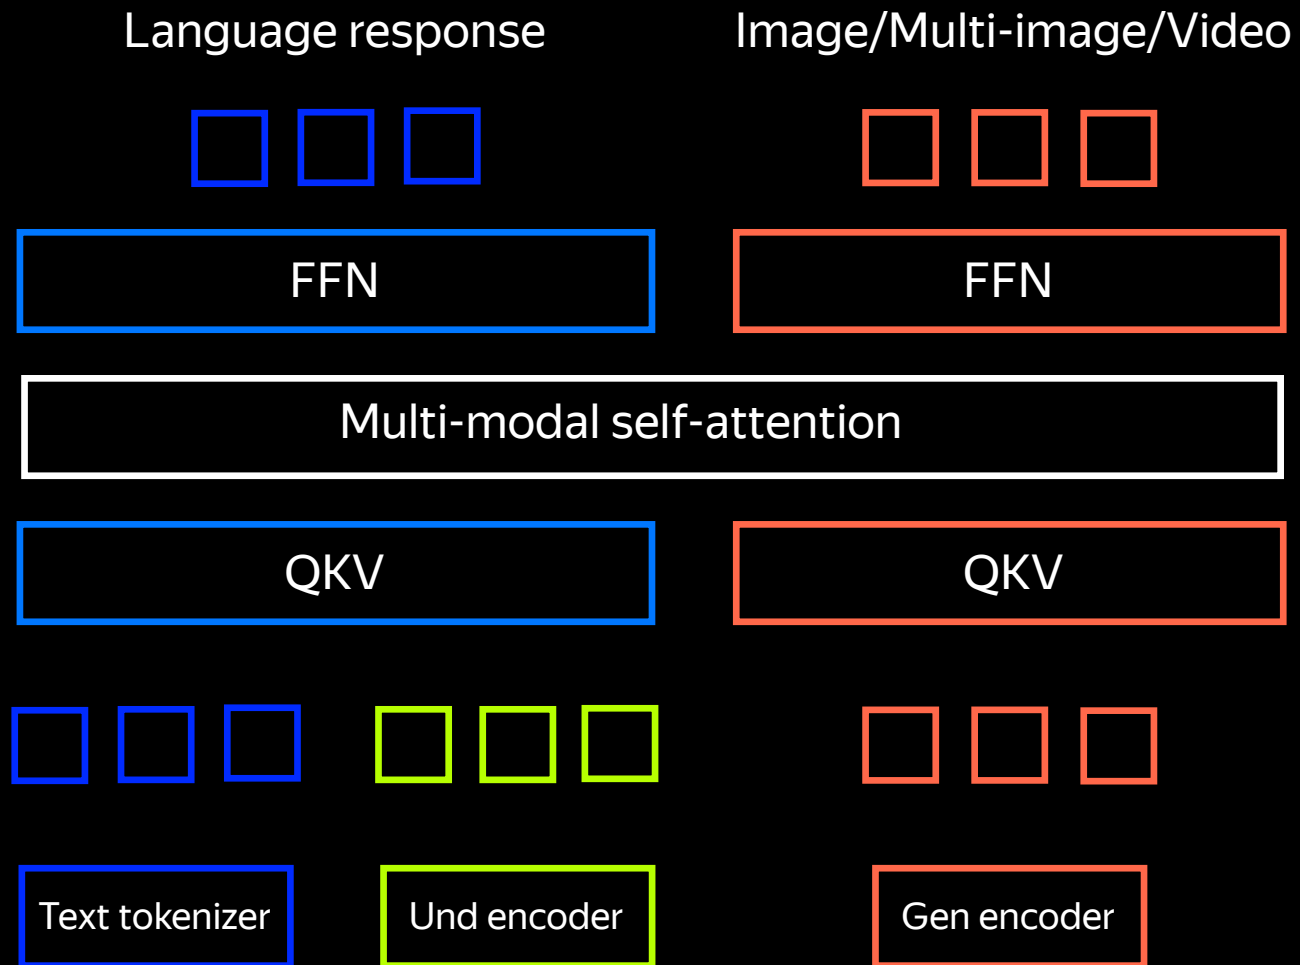 Language response
Image/Multi-image/Video
FFN
FFN
Multi-modal self-attention
QKV
QKV
Text tokenizer
Und encoder
Gen encoder